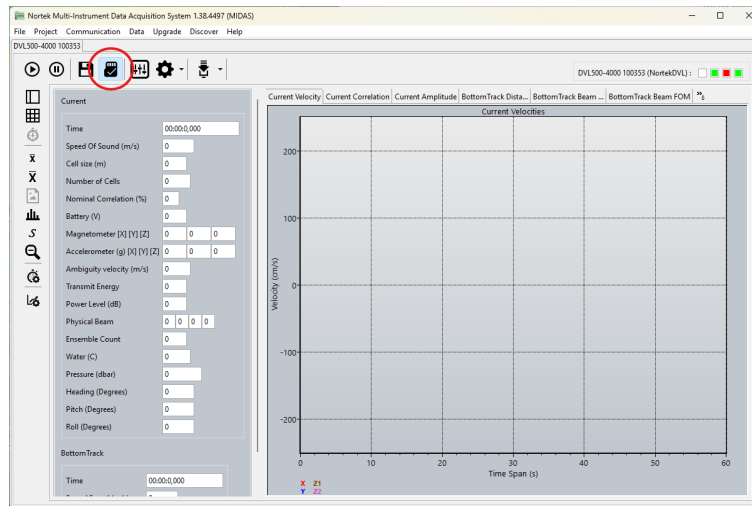 Nortek Multi-Instrument Data Acquisition System 1.38.4497 (MIDAS)
File Project Communication Data Upgrade Discover Help
DVL500-4000 100353
DVL500-4000 100353 (NortekDVL) :
Current
Time 00:00:0,000
Speed Of Sound (m/s) 0
Cell size (m) 0
Number of Cells 0
Nominal Correlation (%) 0
Battery (V) 0
Magnetometer [X] [Y] [Z] 0 0 0
Accelerometer (g) [X] [Y] [Z] 0 0 0
Ambiguity velocity (m/s) 0
Transmit Energy 0
Power Level (dB) 0
Physical Beam 0 0 0 0
Ensemble Count 0
Water (C) 0
Pressure (dbar) 0
Heading (Degrees) 0
Pitch (Degrees) 0
Roll (Degrees) 0
BottomTrack
Time 00:00:0,000
Current Velocity Current Correlation Current Amplitude BottomTrack Dista... BottomTrack Beam ... BottomTrack Beam FOM »8
Current Velocities
200
100
0
-100
-200
Velocity (cm/s)
0 10 20 30 40 50 60
Time Span (s)
X Z1
Y Z2